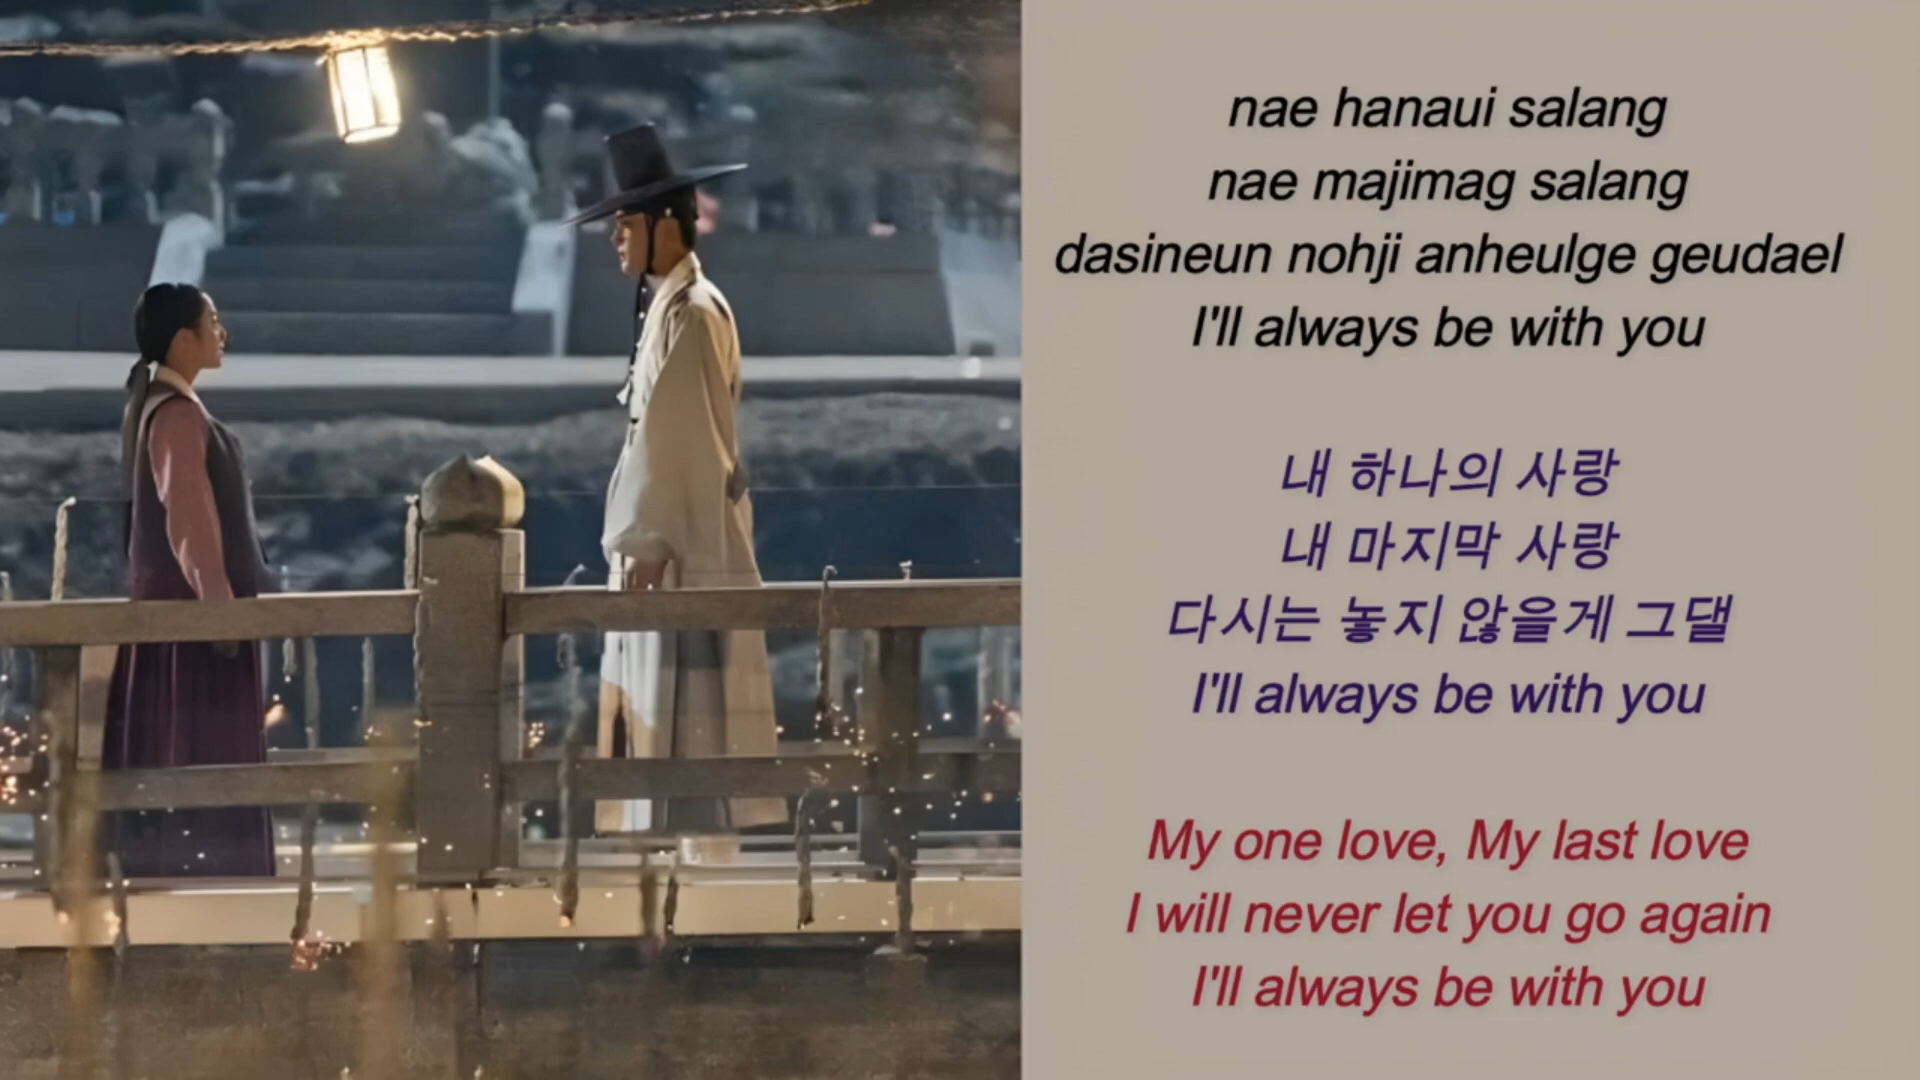 nae hanaui salang
nae majimag salang
dasineun nohji anheulge geudael
I'll always be with you
내 하나의 사랑
내 마지막 사랑
다시는 놓지 않을게 그댈
I'll always be with you
My one love, My last love
I will never let you go again
I'll always be with you